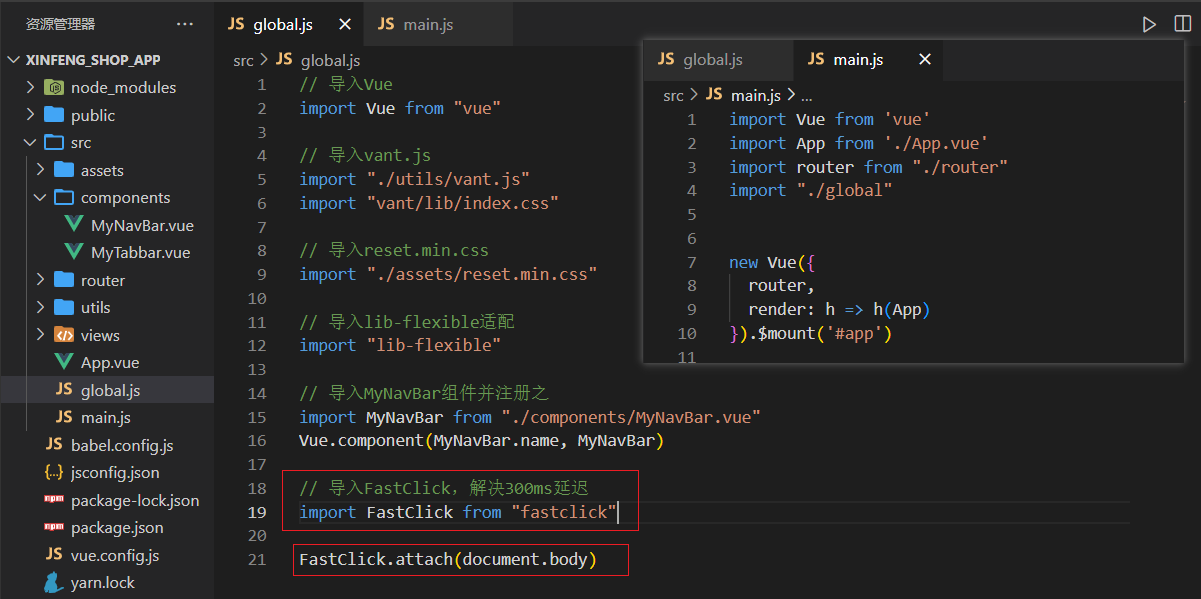 资源管理器 ...
XINFENG_SHOP_APP
node_modules
public
src
assets
components
MyNavBar.vue
MyTabbar.vue
router
utils
views
App.vue
JS global.js
JS main.js
JS babel.config.js
{..} jsconfig.json
npm package-lock.json
npm package.json
JS vue.config.js
yarn.lock
JS global.js JS main.js
src > JS global.js
1 // 导入Vue
2 import Vue from "vue"
3
4 // 导入vant.js
5 import "./utils/vant.js"
6 import "vant/lib/index.css"
7
8 // 导入reset.min.css
9 import "./assets/reset.min.css"
10
11 // 导入lib-flexible适配
12 import "lib-flexible"
13
14 // 导入MyNavBar组件并注册之
15 import MyNavBar from "./components/MyNavBar.vue"
16 Vue.component(MyNavBar.name, MyNavBar)
17
18 // 导入FastClick，解决300ms延迟
19 import FastClick from "fastclick"
20
21 FastClick.attach(document.body)
JS global.js JS main.js
src > JS main.js > ...
1 import Vue from 'vue'
2 import App from './App.vue'
3 import router from "./router"
4 import "./global"
5
6
7 new Vue({
8 router,
9 render: h => h(App)
10 }).$mount('#app')
11